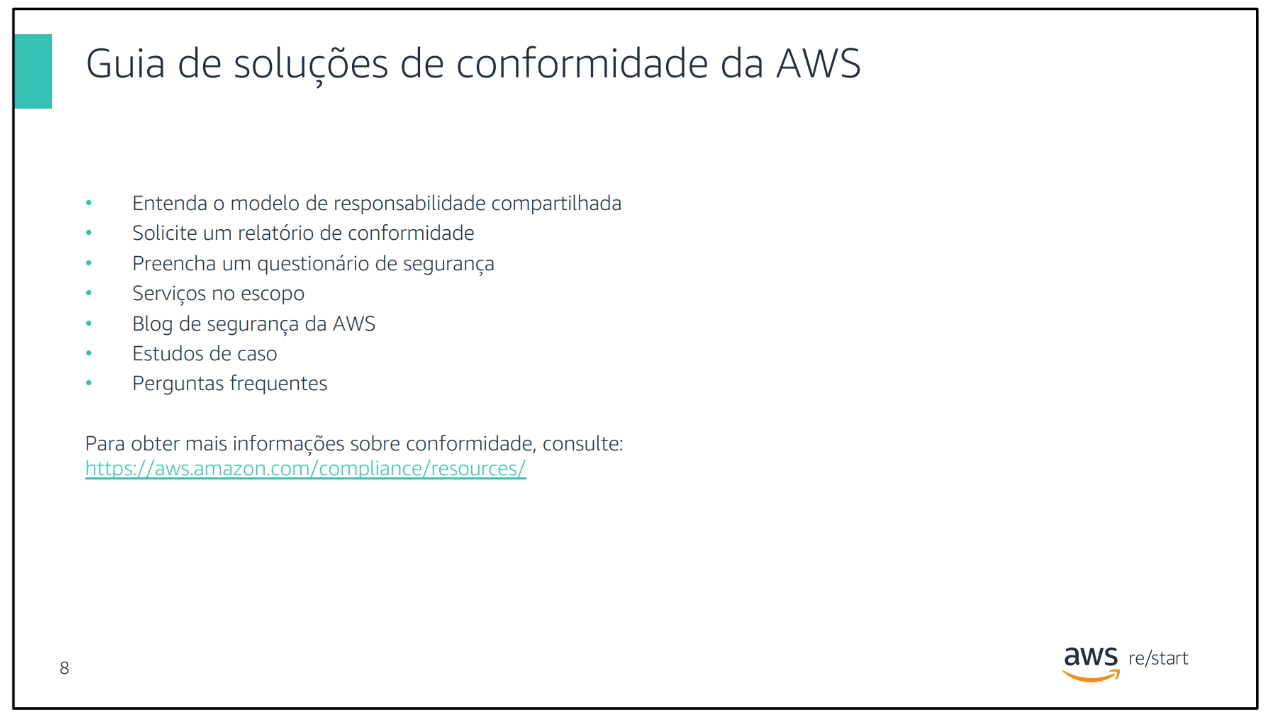 Guia de soluções de conformidade da AWS
• Entenda o modelo de responsabilidade compartilhada
• Solicite um relatório de conformidade
• Preencha um questionário de segurança
• Serviços no escopo
• Blog de segurança da AWS
• Estudos de caso
• Perguntas frequentes
Para obter mais informações sobre conformidade, consulte:
https://aws.amazon.com/compliance/resources/
8
aws re/start